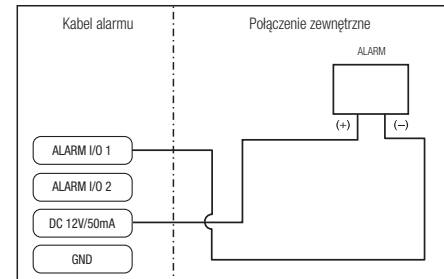 Kabel alarmu
Połączenie zewnętrzne
ALARM
(+)
(−)
ALARM I/O 1
ALARM I/O 2
DC 12V/50mA
GND